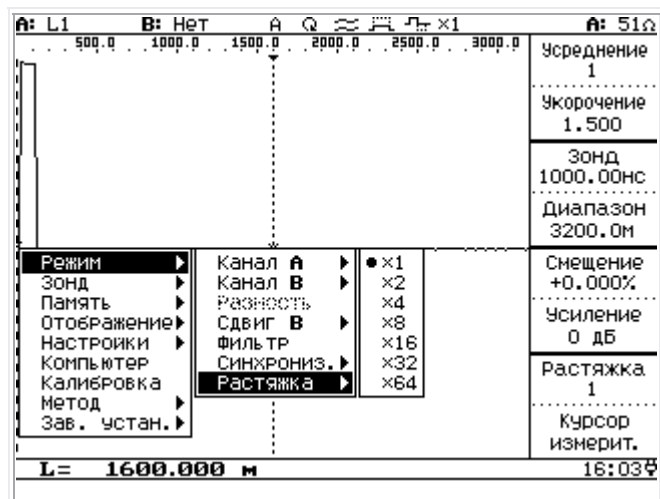 A: L1 B: Нет A Q ×1 A: 51Ω
500.0 1000.0 1500.0 2000.0 2500.0 3000.0
Усреднение
1
Укорочение
1.500
Зонд
1000.00нс
Диапазон
3200.0м
Смещение
+0.000%
Усиление
0 дБ
Растяжка
1
Курсор
измерит.
Режим
Зонд
Память
Отображение
Настройки
Компьютер
Калибровка
Метод
Зав. устан.
Канал A
Канал B
Разность
Сдвиг B
Фильтр
Синхрониз.
Растяжка
×1
×2
×4
×8
×16
×32
×64
L= 1600.000 м 16:03